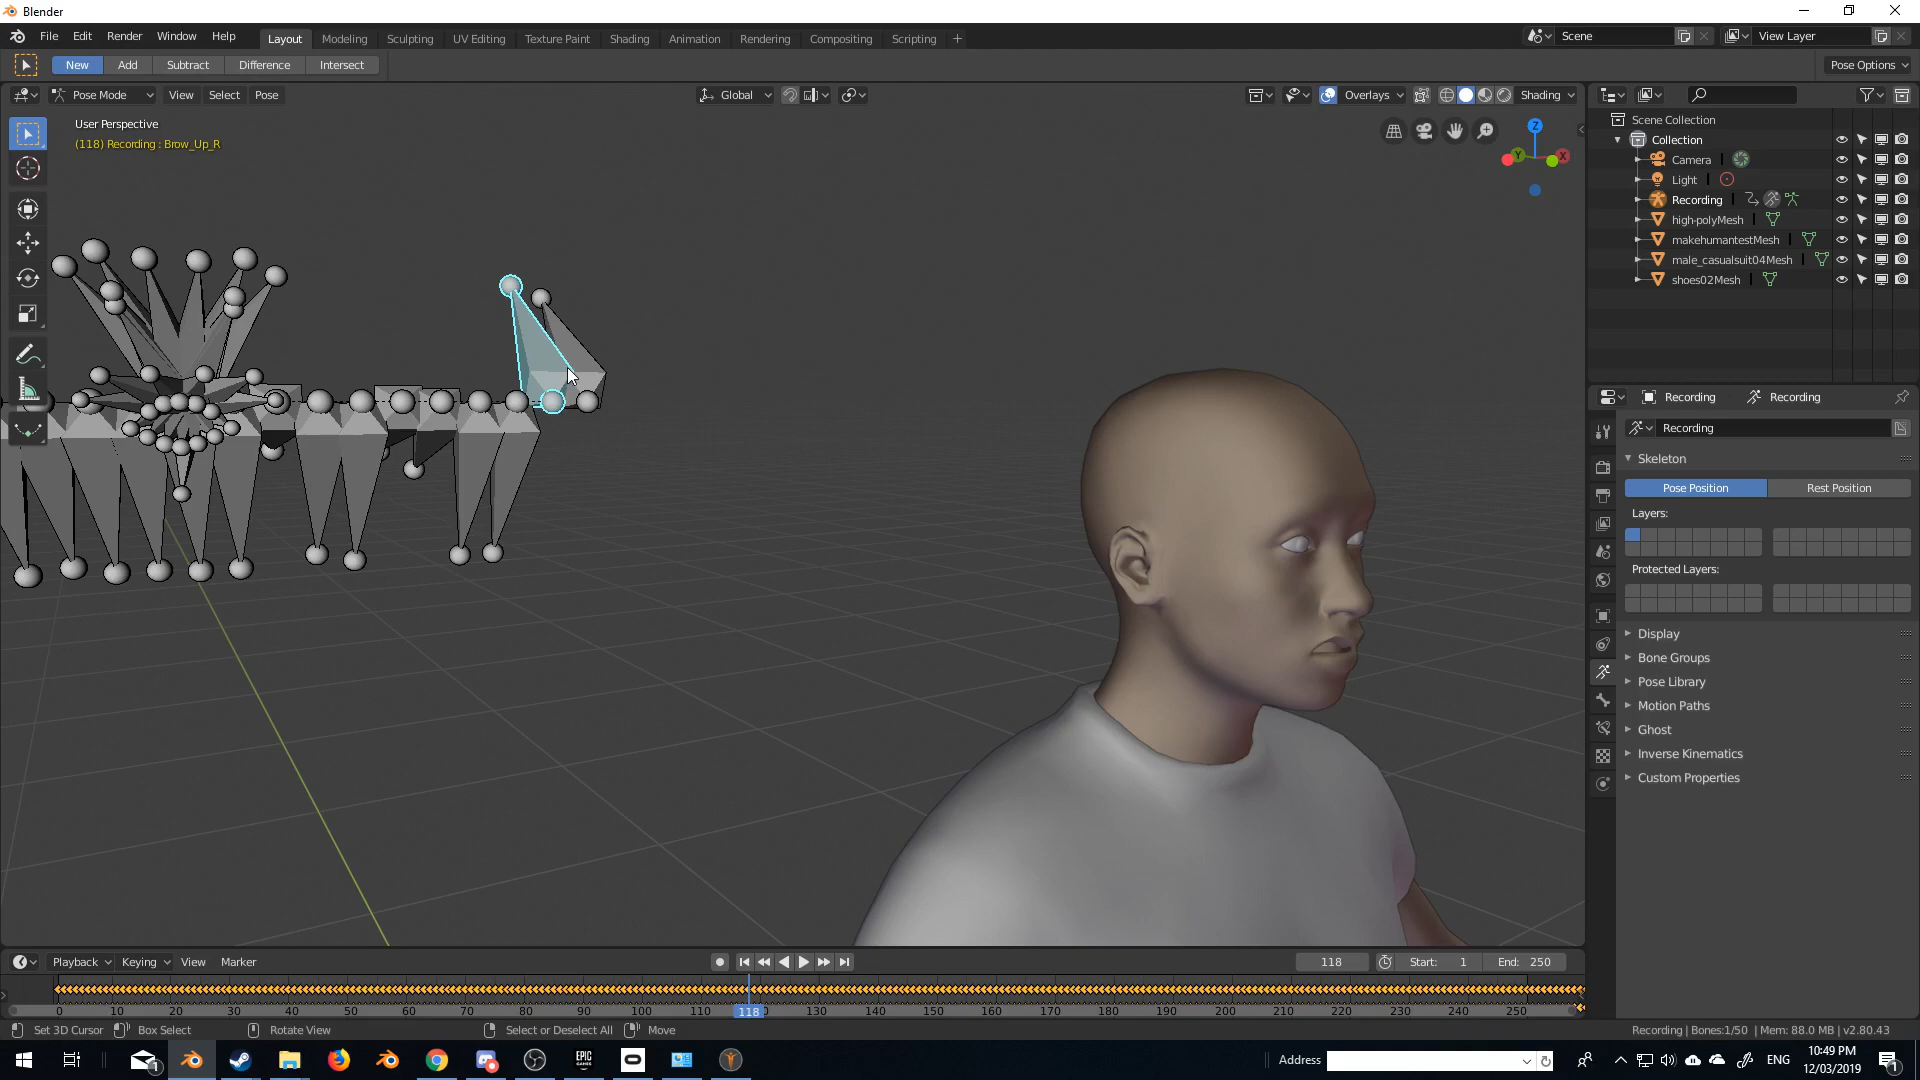 Blender
File Edit Render Window Help
Layout Modeling Sculpting UV Editing Texture Paint Shading Animation Rendering Compositing Scripting +
Scene
View Layer
New Add Subtract Difference Intersect
Pose Options
Pose Mode View Select Pose
Global
Overlays
Shading
User Perspective
(118) Recording : Brow_Up_R
Z
Y
X
Scene Collection
Collection
Camera
Light
Recording
high-polyMesh
makehumantestMesh
male_casualsuit04Mesh
shoes02Mesh
Recording Recording
Recording
Skeleton
Pose Position Rest Position
Layers:
Protected Layers:
Display
Bone Groups
Pose Library
Motion Paths
Ghost
Inverse Kinematics
Custom Properties
Playback Keying View Marker
118
Start: 1
End: 250
0 10 20 30 40 50 60 70 80 90 100 110 118 130 140 150 160 170 180 190 200 210 220 230 240 250
Set 3D Cursor Box Select Rotate View Select or Deselect All Move
Recording | Bones:1/50 | Mem: 88.0 MB | v2.80.43
1
EPIC GAMES
Address
ENG
10:49 PM
12/03/2019
1